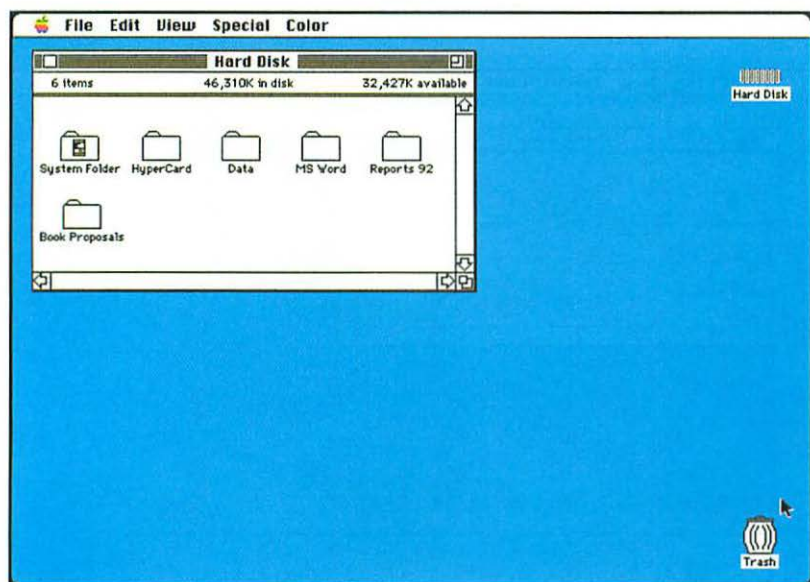 File Edit View Special Color
Hard Disk
6 items 46,310K in disk 32,427K available
Hard Disk
System Folder HyperCard Data MS Word Reports 92
Book Proposals
Trash